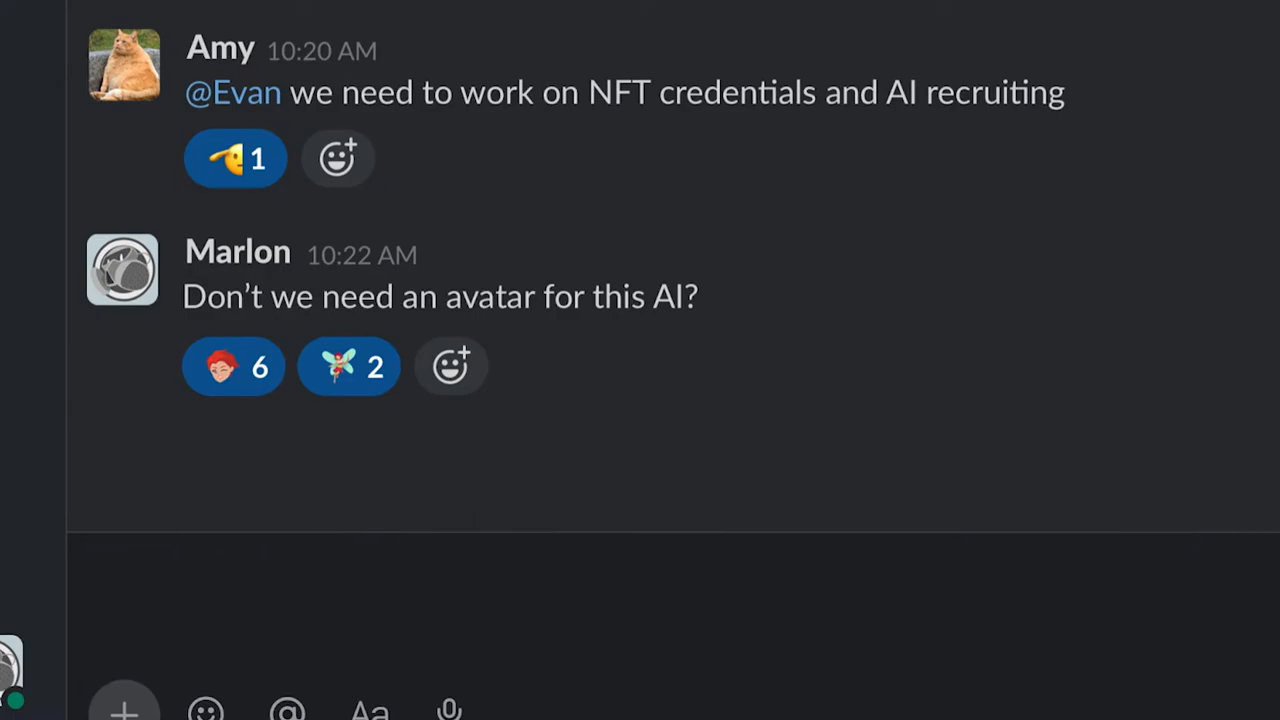 Amy 10:20 AM
@Evan we need to work on NFT credentials and AI recruiting
1
Marlon 10:22 AM
Don’t we need an avatar for this AI?
6 2
@ Aa